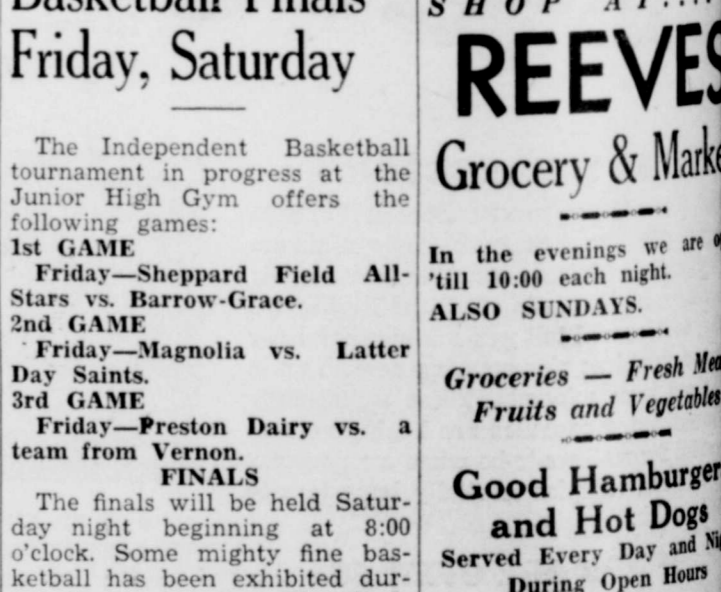 Basketball Finals
Friday, Saturday
The Independent Basketball
tournament in progress at the
Junior High Gym offers the
following games:
1st GAME
Friday—Sheppard Field All-
Stars vs. Barrow-Grace.
2nd GAME
Friday—Magnolia vs. Latter
Day Saints.
3rd GAME
Friday—Preston Dairy vs. a
team from Vernon.
FINALS
The finals will be held Satur-
day night beginning at 8:00
o'clock. Some mighty fine bas-
ketball has been exhibited dur-
SHOP AT...
REEVES
Grocery &
In the evenings we are
'till 10:00 each night.
ALSO SUNDAYS.
Groceries — Fresh
Fruits and Vegetables
Good Hamburger
and Hot Dogs
Served Every Day and
During Open Hours